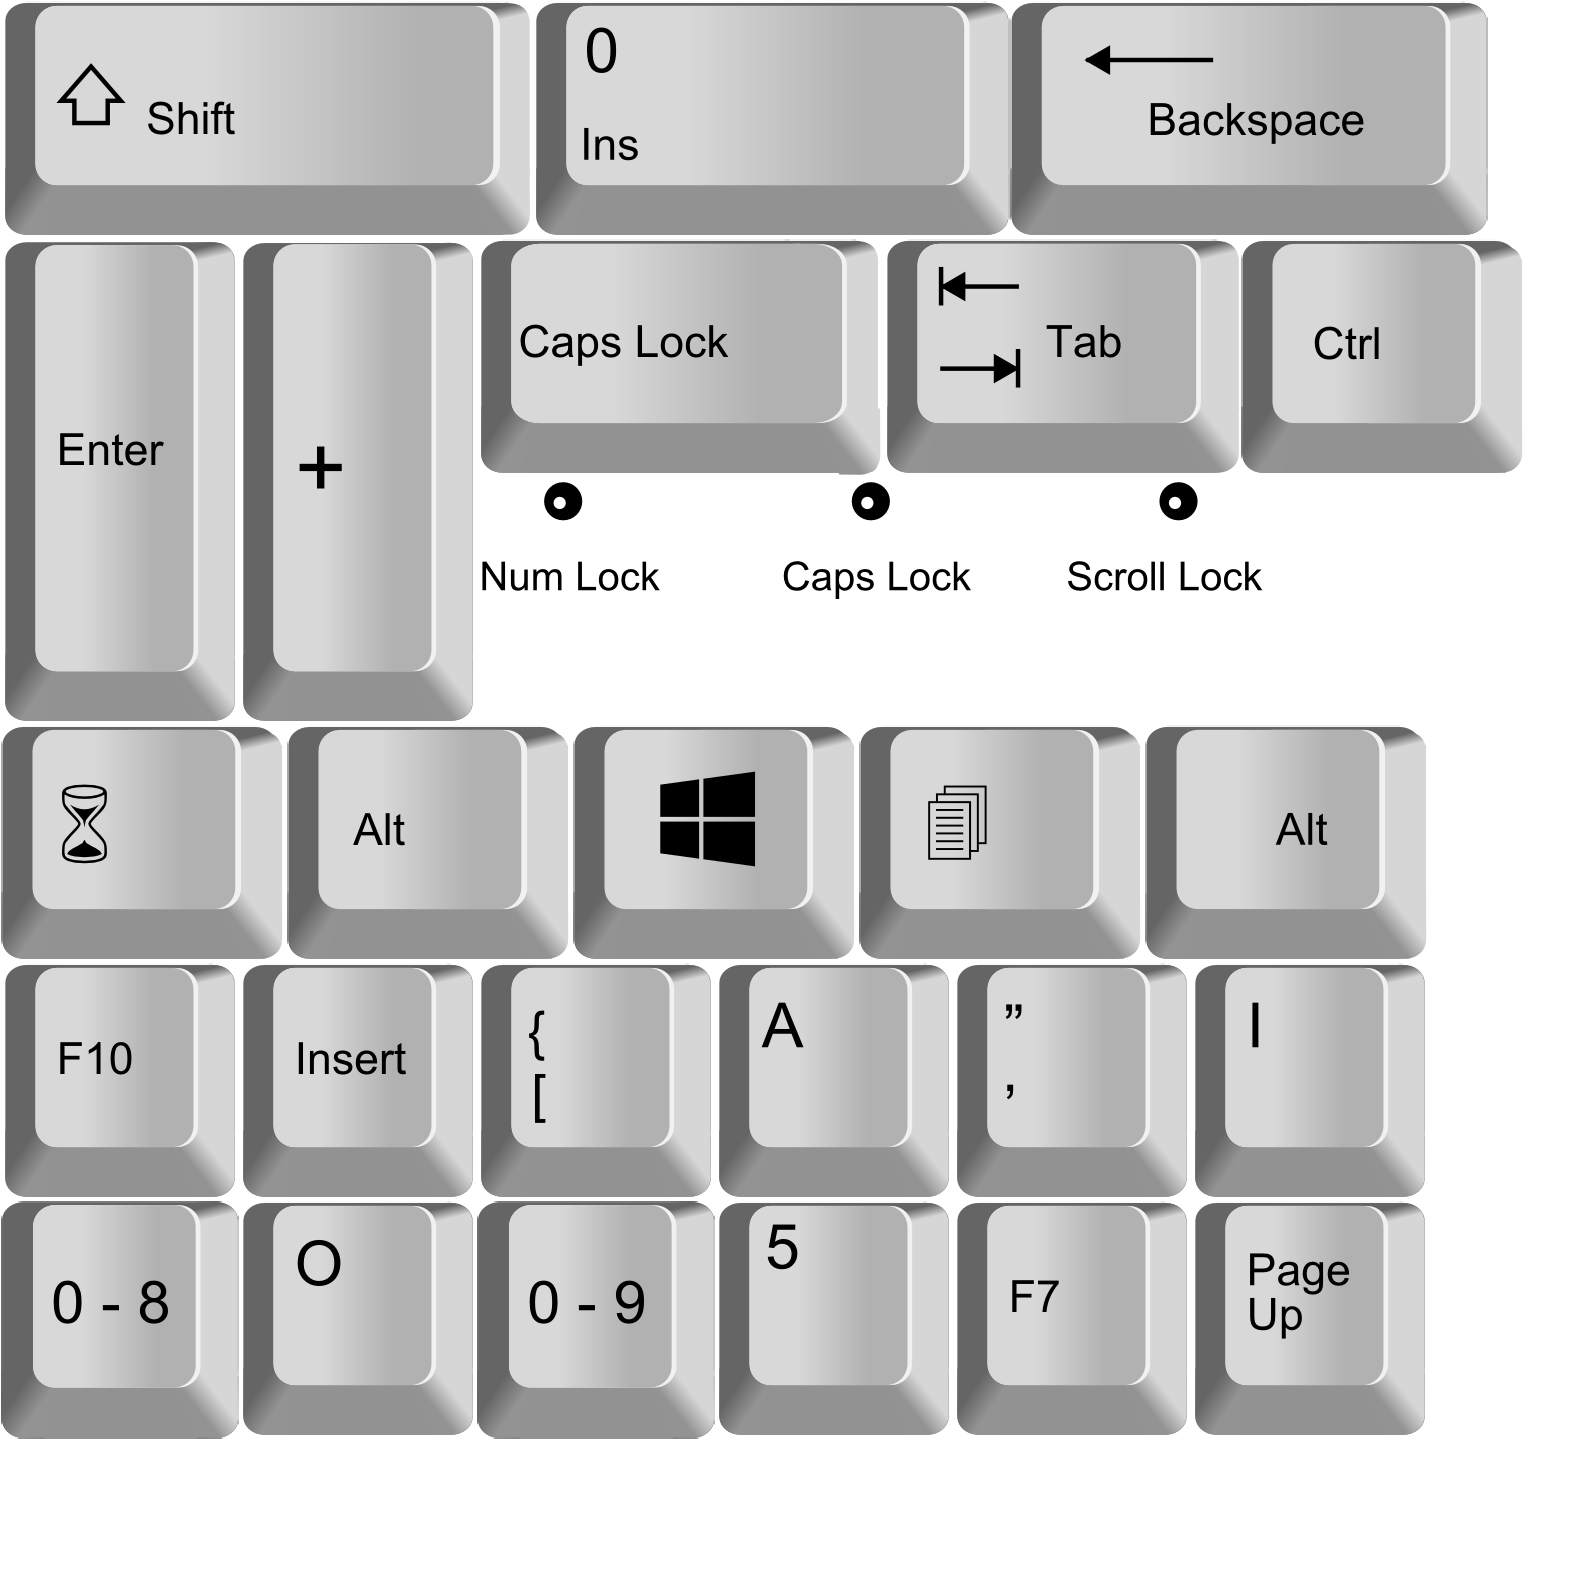 Shift
0
Ins
Backspace
Enter
+
Caps Lock
Tab
Ctrl
Num Lock
Caps Lock
Scroll Lock
Alt
Alt
F10
Insert
{
[
A
”
,
I
0 - 8
O
0 - 9
5
F7
Page
Up